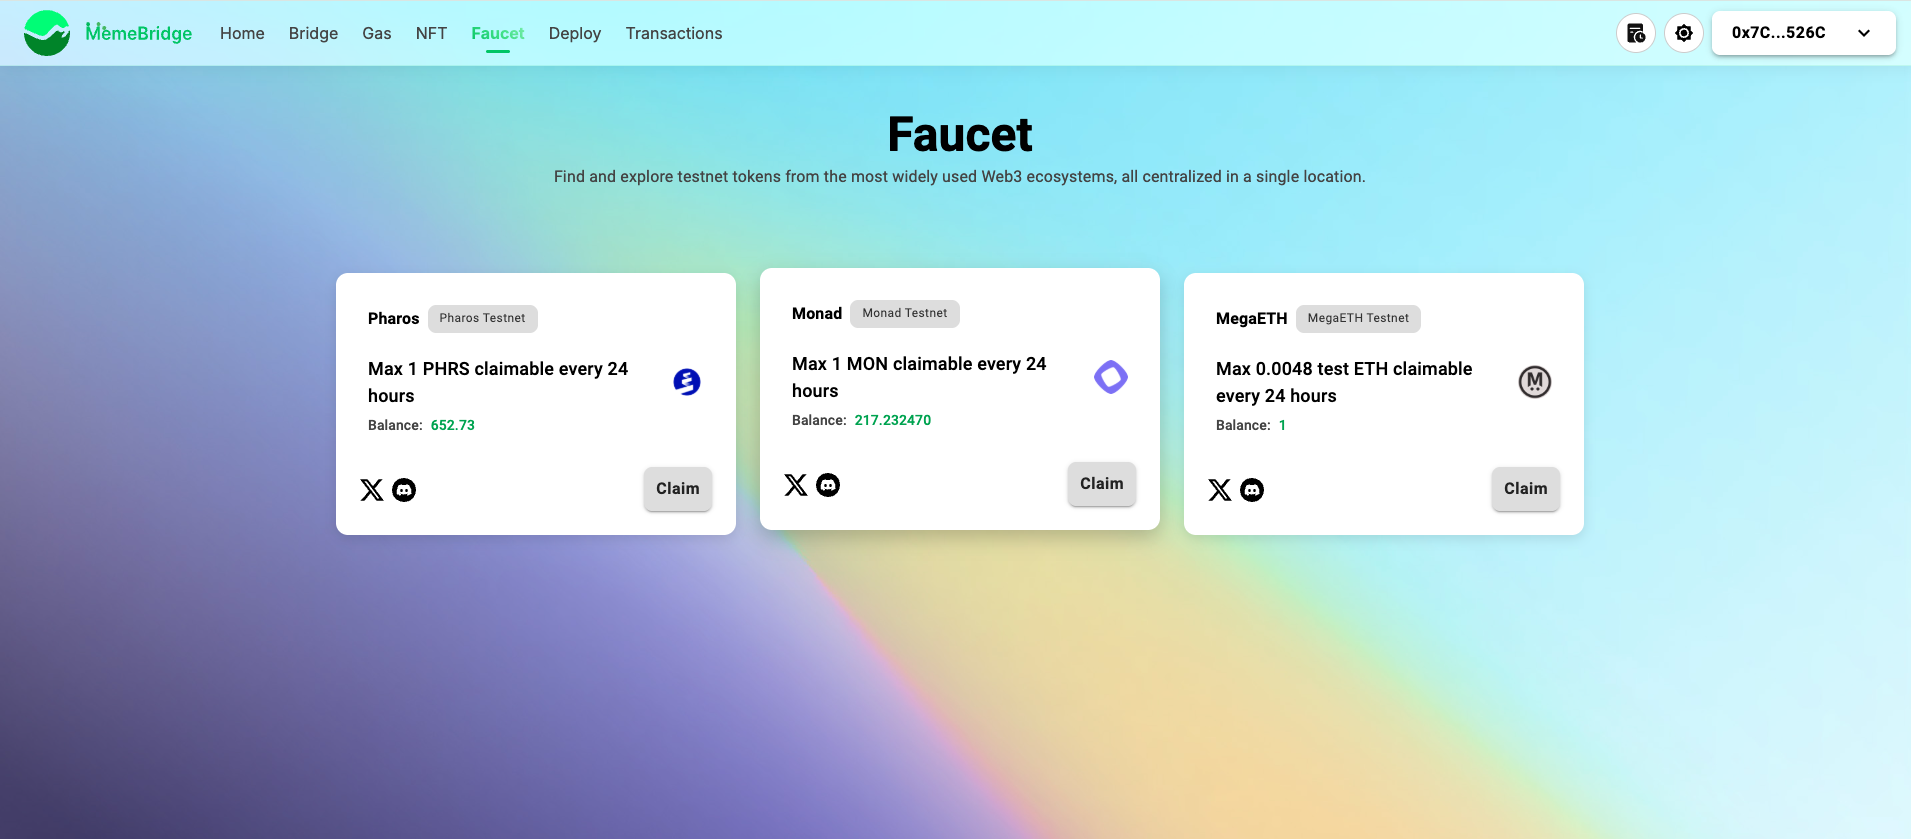 MemeBridge Home Bridge Gas NFT Faucet Deploy Transactions 0x7C...526C
Faucet
Find and explore testnet tokens from the most widely used Web3 ecosystems, all centralized in a single location.
Pharos Pharos Testnet
Max 1 PHRS claimable every 24
hours
Balance: 652.73
Claim
Monad Monad Testnet
Max 1 MON claimable every 24
hours
Balance: 217.232470
Claim
MegaETH MegaETH Testnet
Max 0.0048 test ETH claimable
every 24 hours
M
Balance: 1
Claim